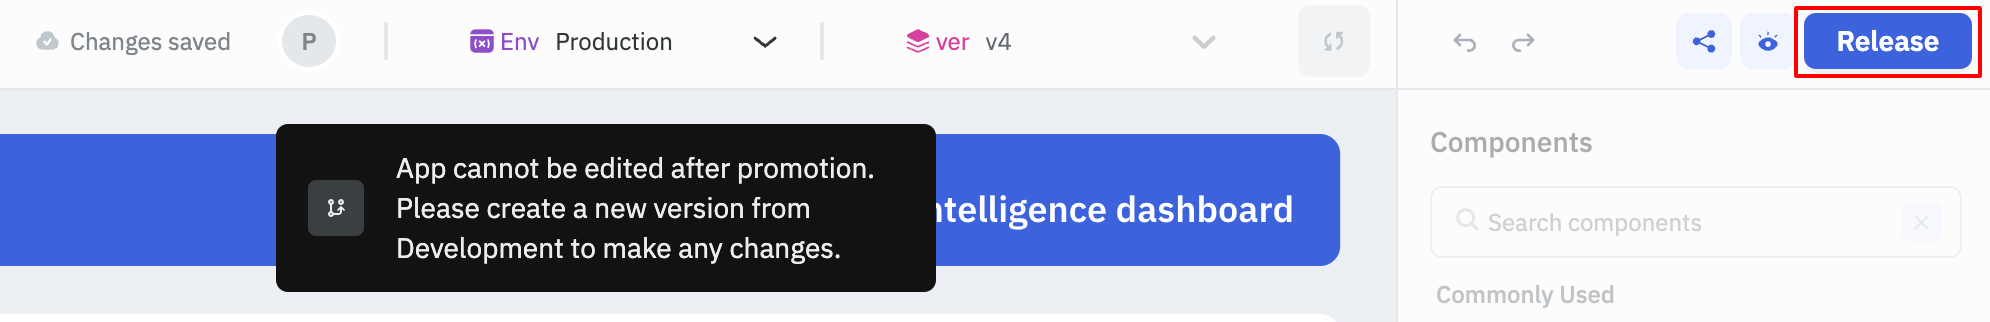 Changes saved P (x) Env Production ver v4 Release
App cannot be edited after promotion.
Please create a new version from
Development to make any changes.
ntelligence dashboard
Components
Search components
Commonly Used